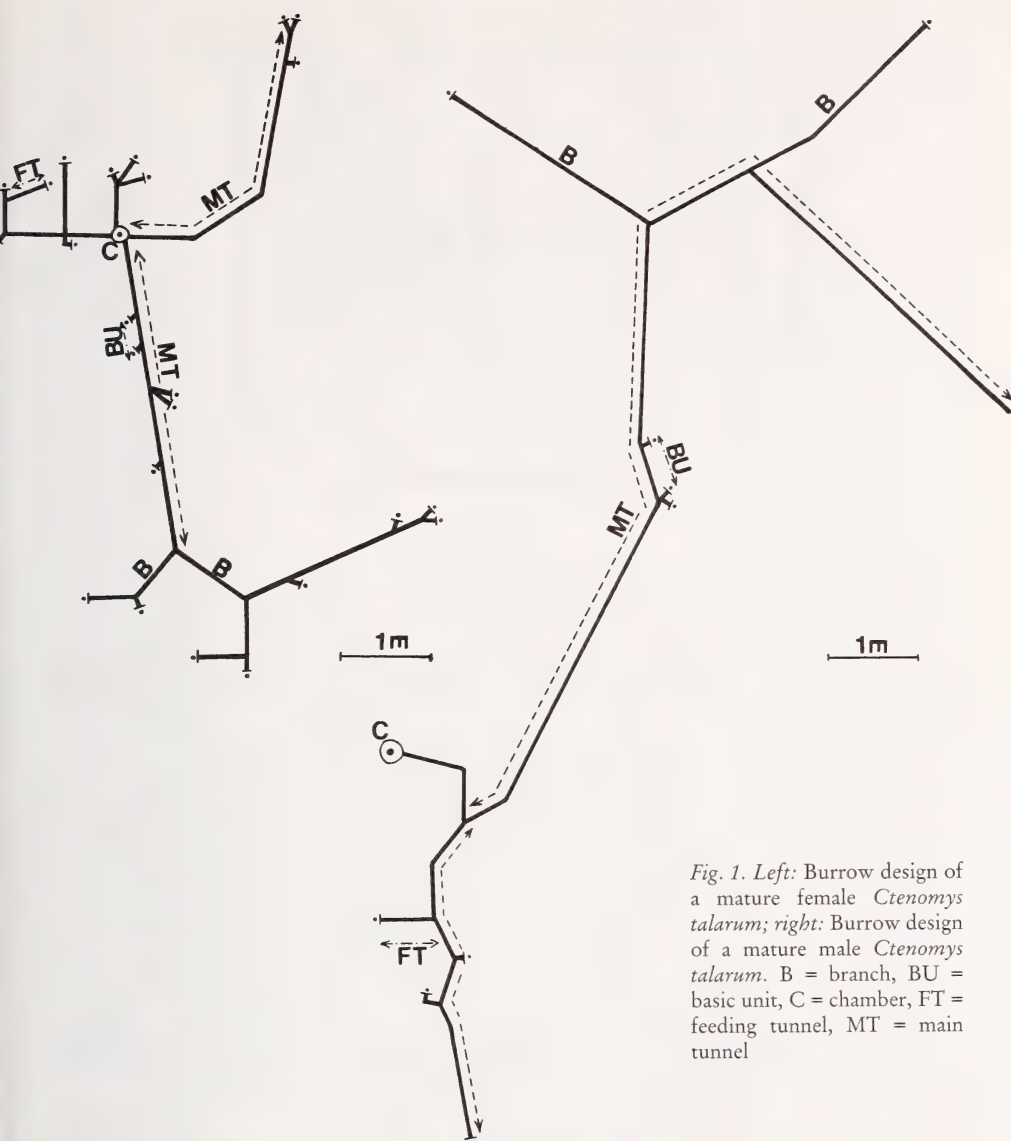 B
B
FT
MT
C
BU
MT
BU
MT
B
B
1m
1m
C
FT
Fig. 1. Left: Burrow design of
a mature female Ctenomys
talarum; right: Burrow design
of a mature male Ctenomys
talarum. B = branch, BU =
basic unit, C = chamber, FT =
feeding tunnel, MT = main
tunnel